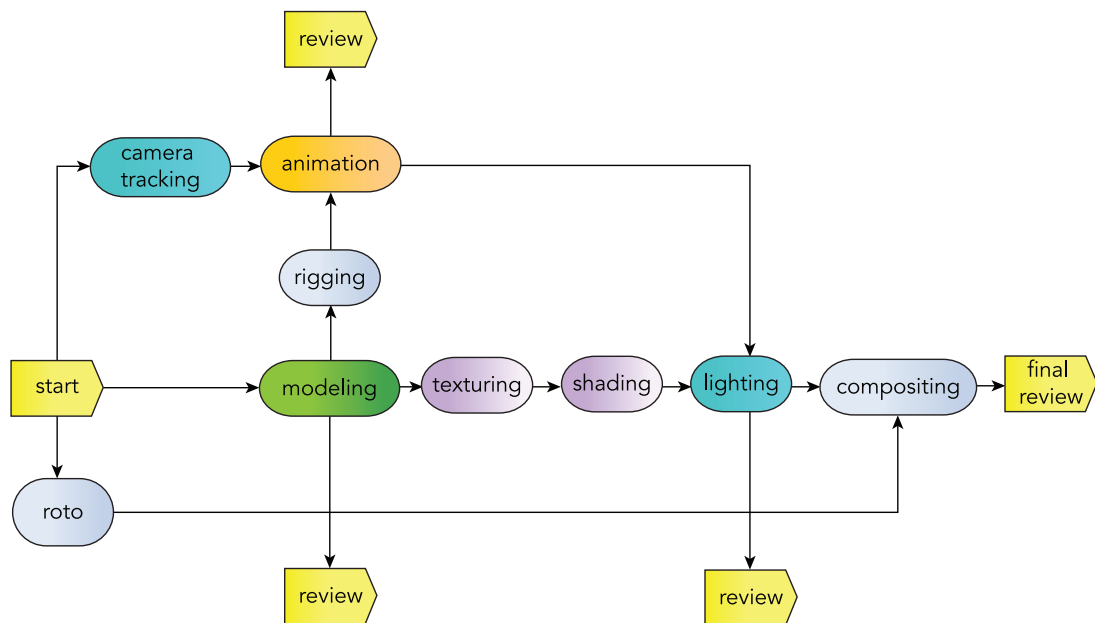 review
camera
tracking
animation
rigging
start
modeling
texturing
shading
lighting
compositing
final
review
roto
review
review